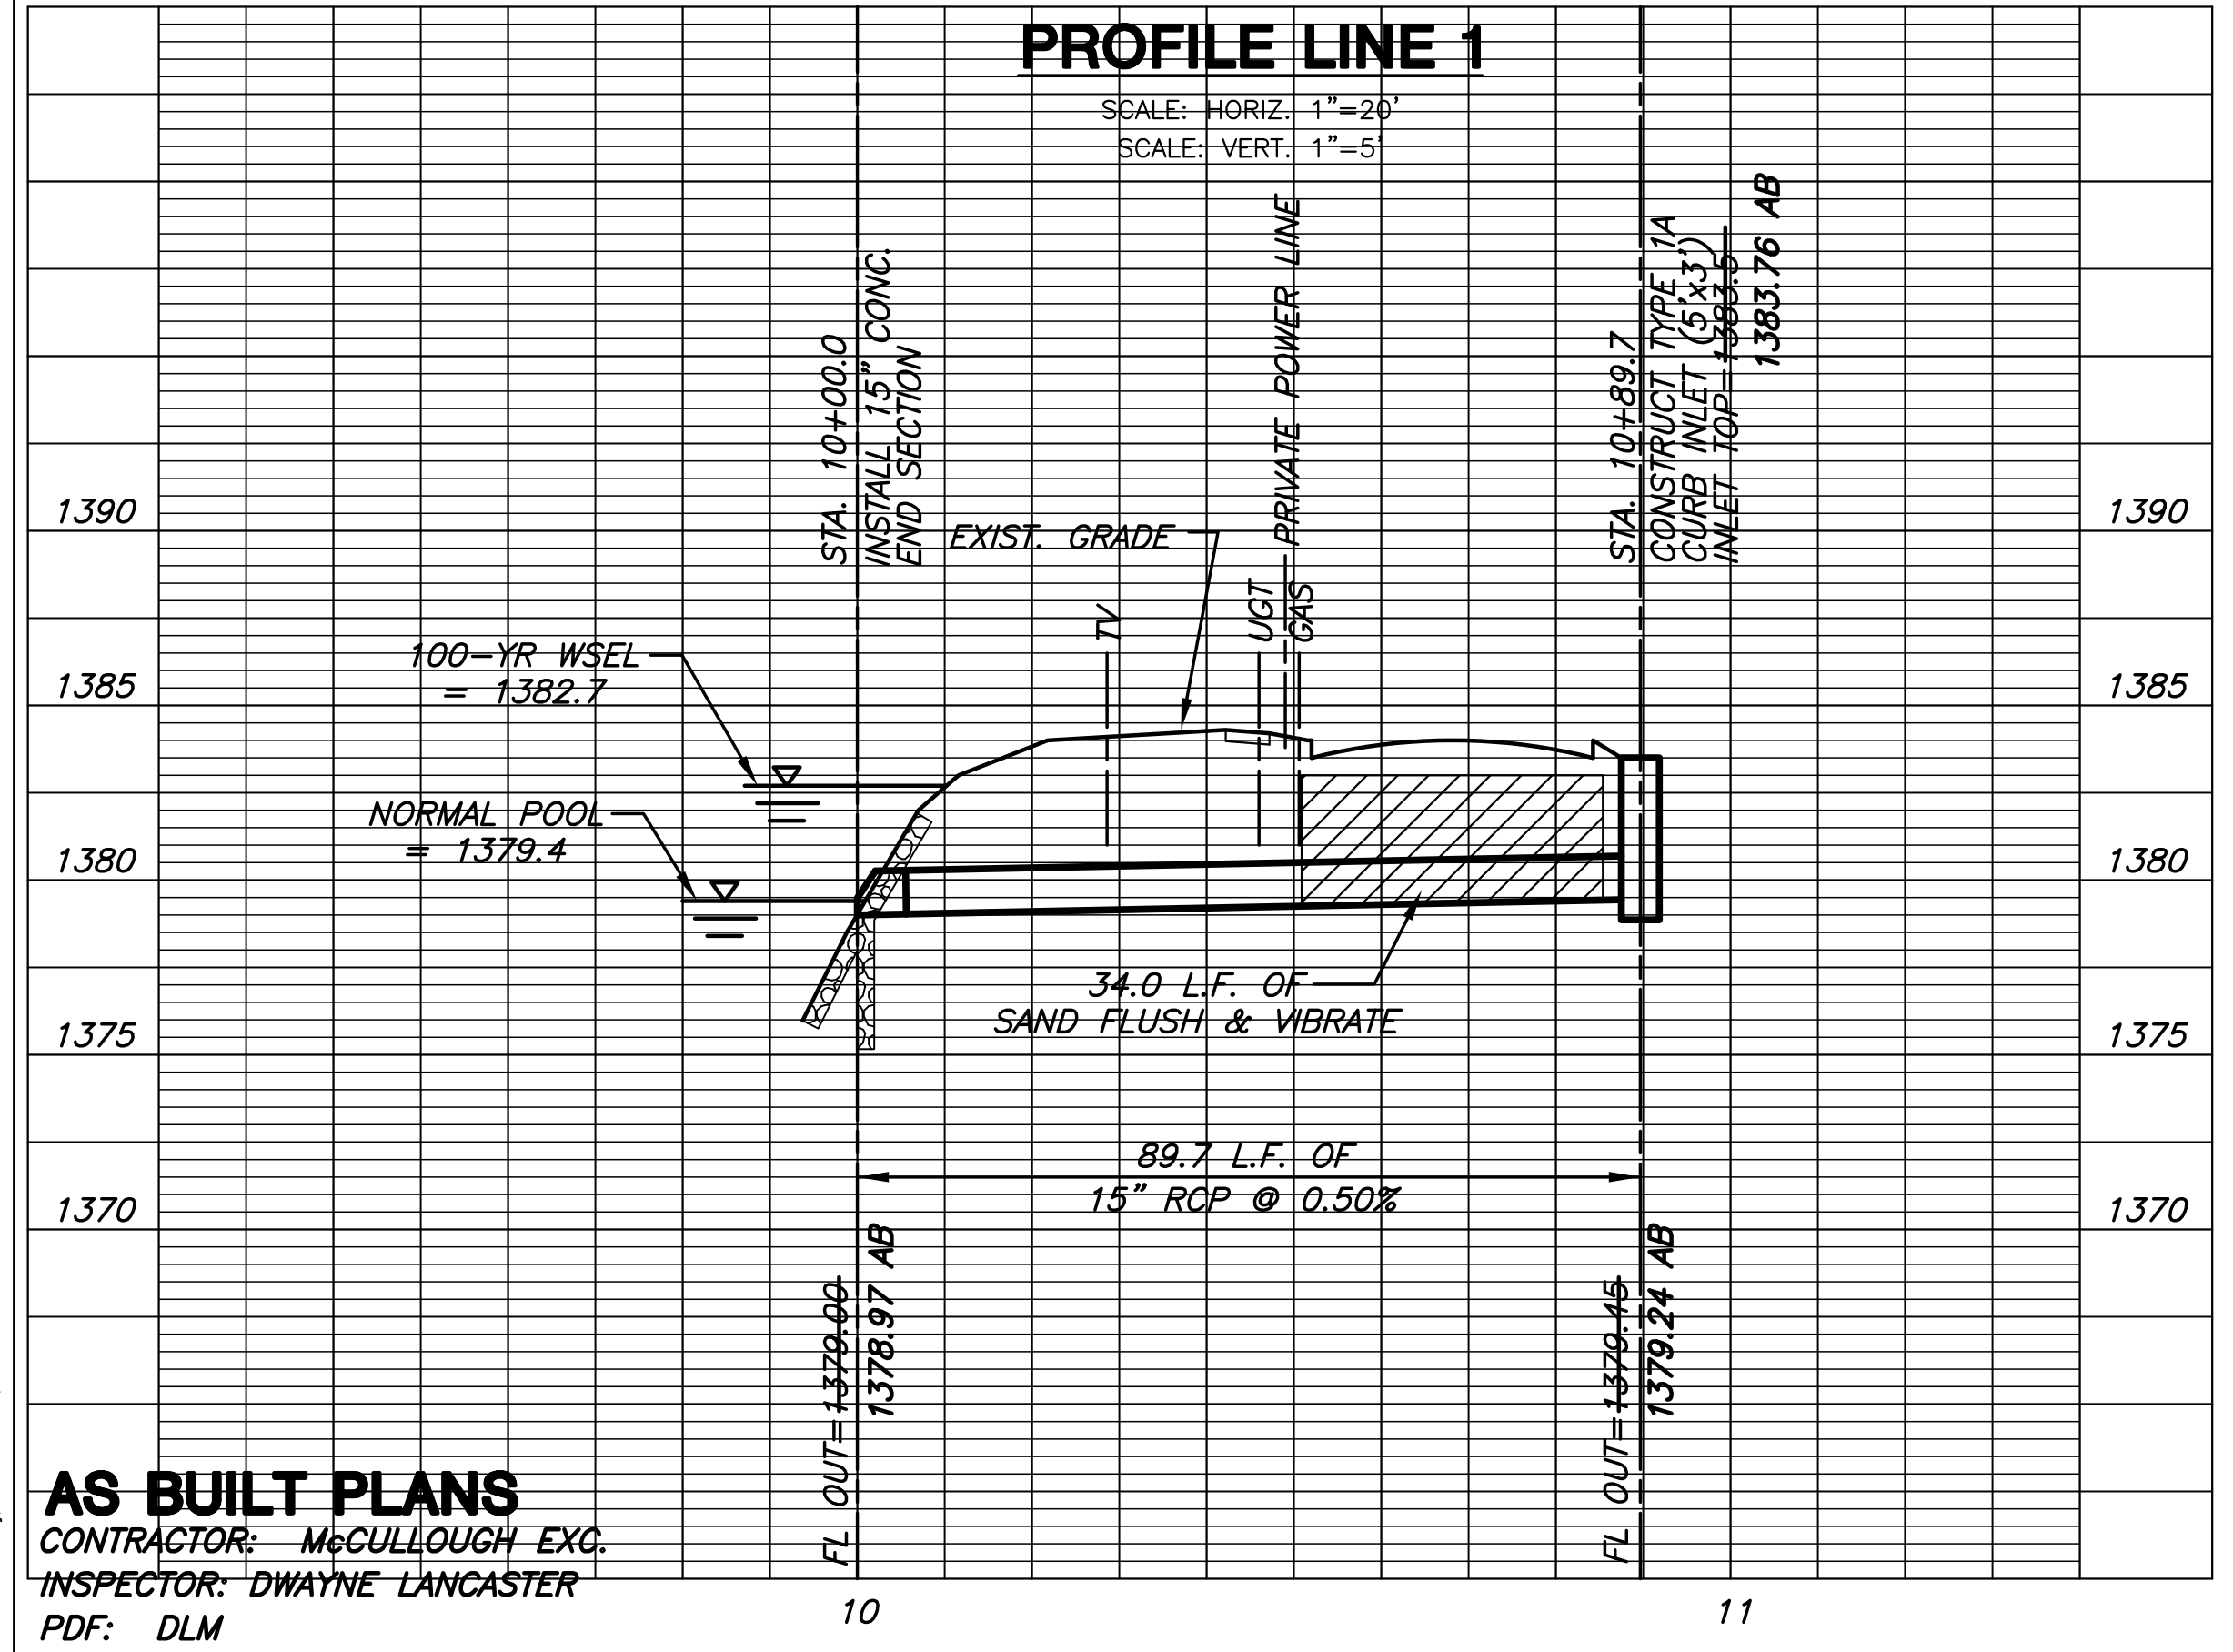 PROFILE LINE 1
SCALE: HORIZ. 1"=20'
SCALE: VERT. 1"=5'
STA. 10+00.0
INSTALL 15" CONC.
END SECTION
PRIVATE POWER LINE
STA. 10+89.7
CONSTRUCT TYPE 1A
CURB INLET (5'x3')
INLET TOP=1383.5
1383.76 AB
1390
1390
EXIST. GRADE
TV
UGT
GAS
100-YR WSEL
= 1382.7
1385
1385
NORMAL POOL
= 1379.4
1380
1380
34.0 L.F. OF
SAND FLUSH & VIBRATE
1375
1375
89.7 L.F. OF
15" RCP @ 0.50%
1370
1370
FL OUT=1379.00
1378.97 AB
FL OUT=1379.45
1379.24 AB
AS BUILT PLANS
CONTRACTOR: McCULLOUGH EXC.
INSPECTOR: DWAYNE LANCASTER
PDF: DLM
10
11